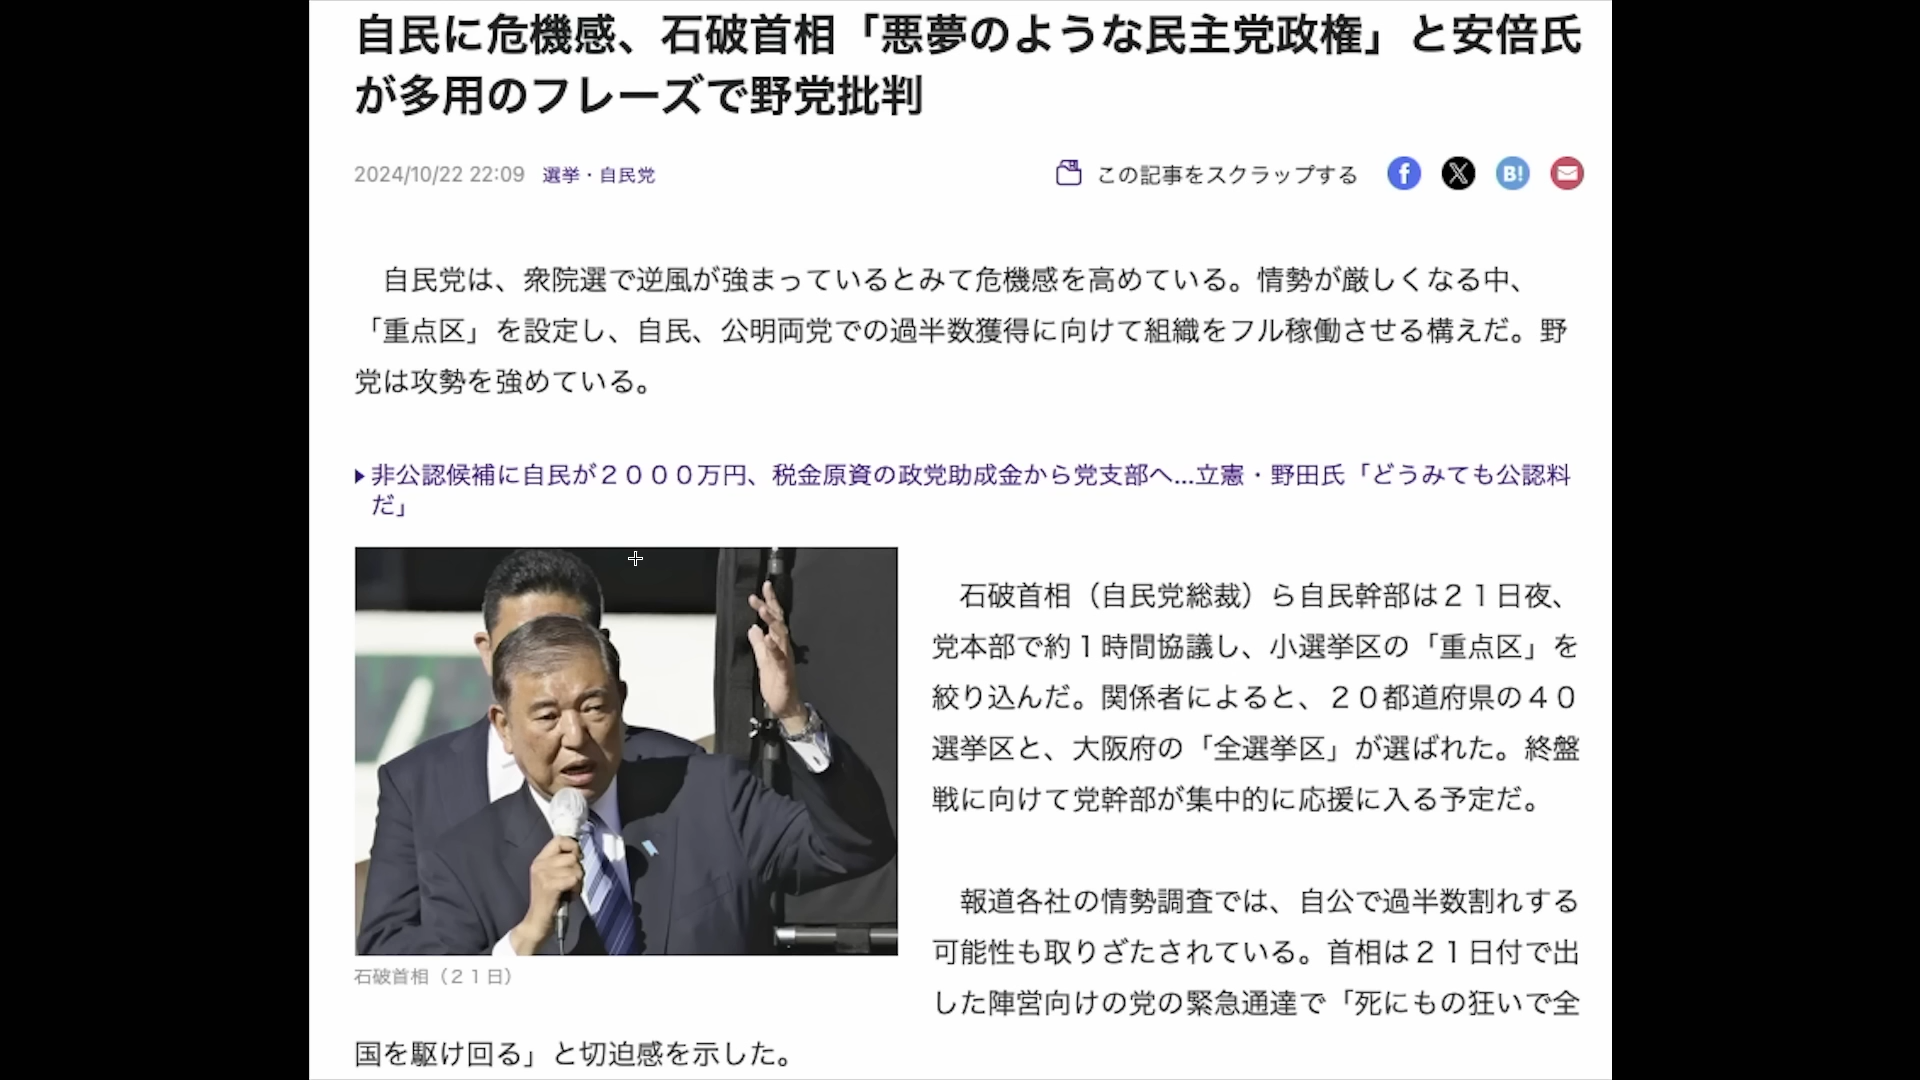 自民に危機感、石破首相「悪夢のような民主党政権」と安倍氏
が多用のフレーズで野党批判
2024/10/22 22:09 選挙・自民党
この記事をスクラップする
B!
自民党は、衆院選で逆風が強まっているとみて危機感を高めている。情勢が厳しくなる中、
「重点区」を設定し、自民、公明両党での過半数獲得に向けて組織をフル稼働させる構えだ。野
党は攻勢を強めている。
非公認候補に自民が２０００万円、税金原資の政党助成金から党支部へ…立憲・野田氏「どうみても公認料
だ」
石破首相（２１日）
石破首相（自民党総裁）ら自民幹部は２１日夜、
党本部で約１時間協議し、小選挙区の「重点区」を
絞り込んだ。関係者によると、２０都道府県の４０
選挙区と、大阪府の「全選挙区」が選ばれた。終盤
戦に向けて党幹部が集中的に応援に入る予定だ。
報道各社の情勢調査では、自公で過半数割れする
可能性も取りざたされている。首相は２１日付で出
した陣営向けの党の緊急通達で「死にもの狂いで全
国を駆け回る」と切迫感を示した。